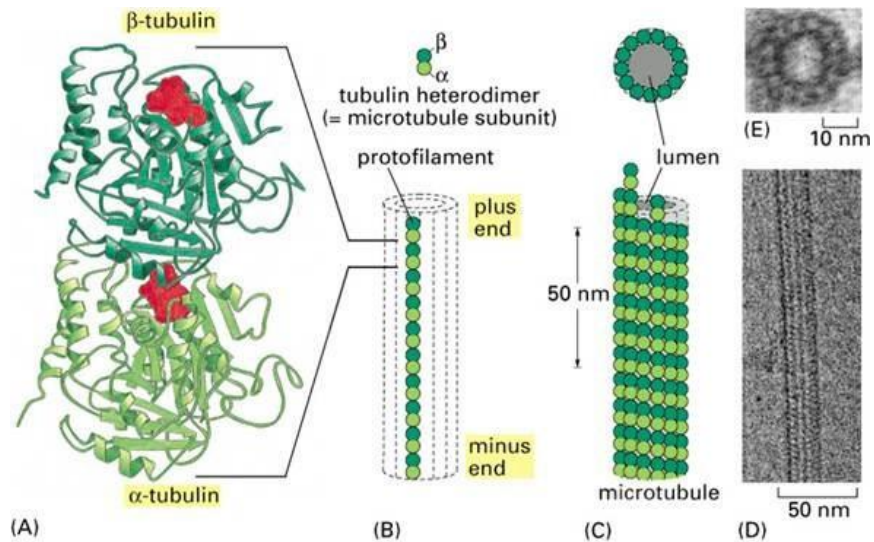 β-tubulin
α-tubulin
(A)
β
α
tubulin heterodimer
(= microtubule subunit)
protofilament
plus
end
minus
end
(B)
lumen
50 nm
microtubule
(C)
(E)
10 nm
50 nm
(D)